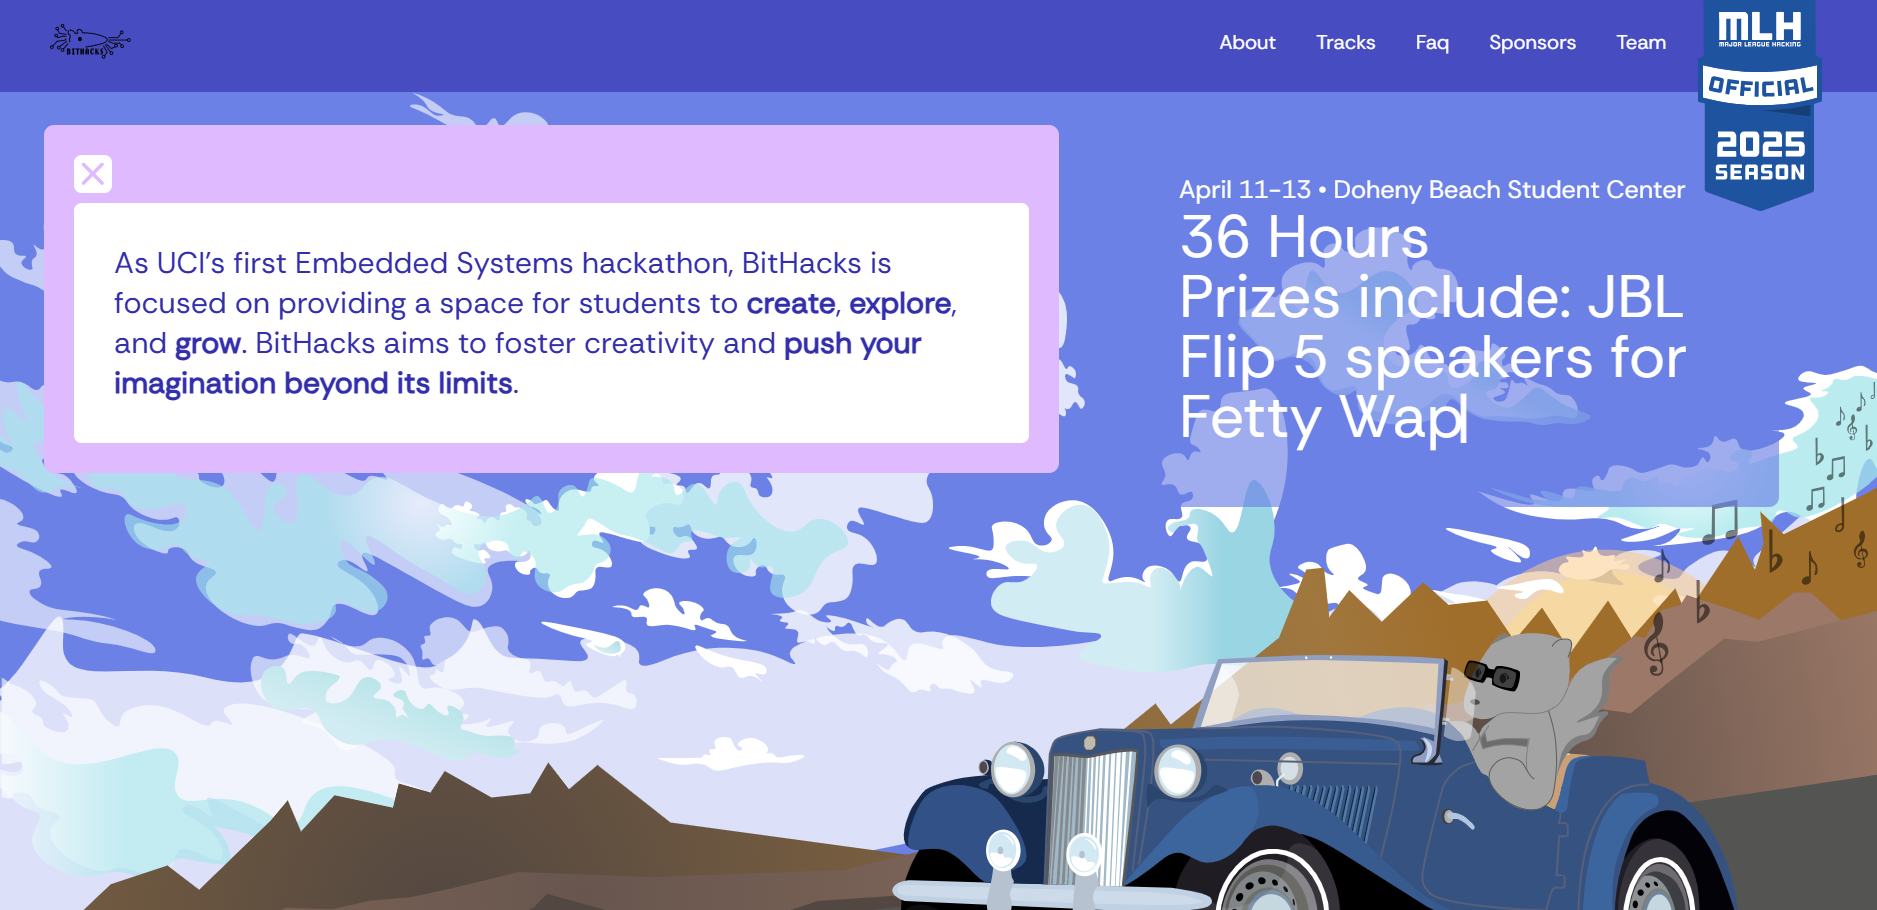 BITHACKS
About
Tracks
Faq
Sponsors
Team
MLH
MAJOR LEAGUE HACKING
OFFICIAL
2025
SEASON
As UCI's first Embedded Systems hackathon, BitHacks is
focused on providing a space for students to create, explore,
and grow. BitHacks aims to foster creativity and push your
imagination beyond its limits.
April 11-13 • Doheny Beach Student Center
36 Hours
Prizes include: JBL
Flip 5 speakers for
Fetty Wap